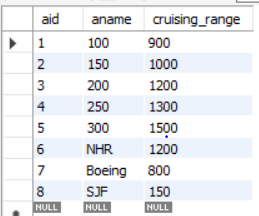 aid aname cruising_range
1 100 900
2 150 1000
3 200 1200
4 250 1300
5 300 1500
6 NHR 1200
7 Boeing 800
8 SJF 150
NULL NULL NULL